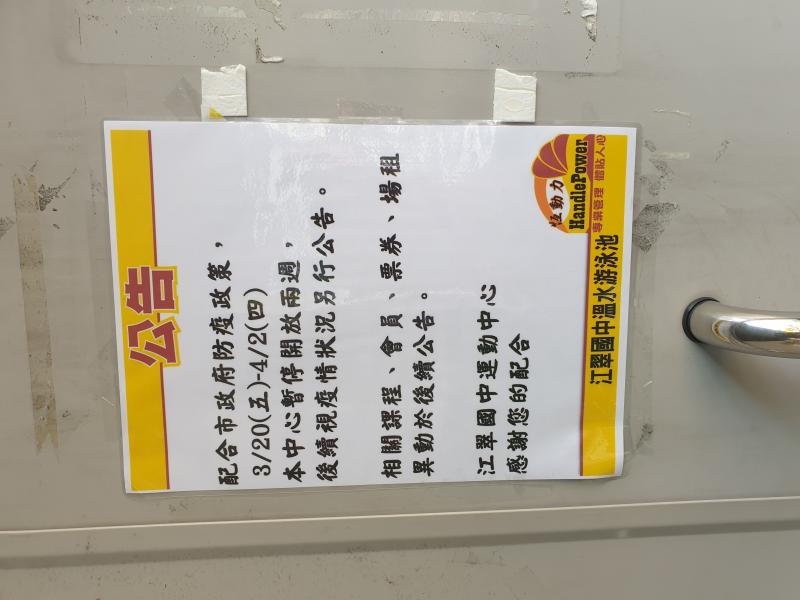 公告
配合市政府防疫政策，
3/20(五)-4/2(四)
本中心暫停開放兩週，
後續視疫情狀況另行公告。
相關課程、會員、票券、場租
異動於後續公告。
江翠國中運動中心
感謝您的配合
恆動力
HandlePower
專業管理 體貼人心
江翠國中溫水游泳池